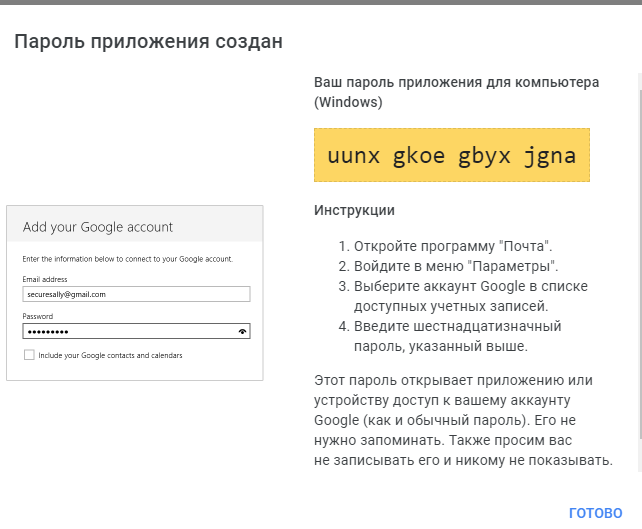 Пароль приложения создан
Ваш пароль приложения для компьютера
(Windows)
uunx gkoe gbyx jgna
Инструкции
1. Откройте программу "Почта".
2. Войдите в меню "Параметры".
3. Выберите аккаунт Google в списке
доступных учетных записей.
4. Введите шестнадцатизначный
пароль, указанный выше.
Этот пароль открывает приложению или
устройству доступ к вашему аккаунту
Google (как и обычный пароль). Его не
нужно запоминать. Также просим вас
не записывать его и никому не показывать.
Add your Google account
Enter the information below to connect to your Google account.
Email address
securesally@gmail.com
Password
•••••••••
Include your Google contacts and calendars
ГОТОВО